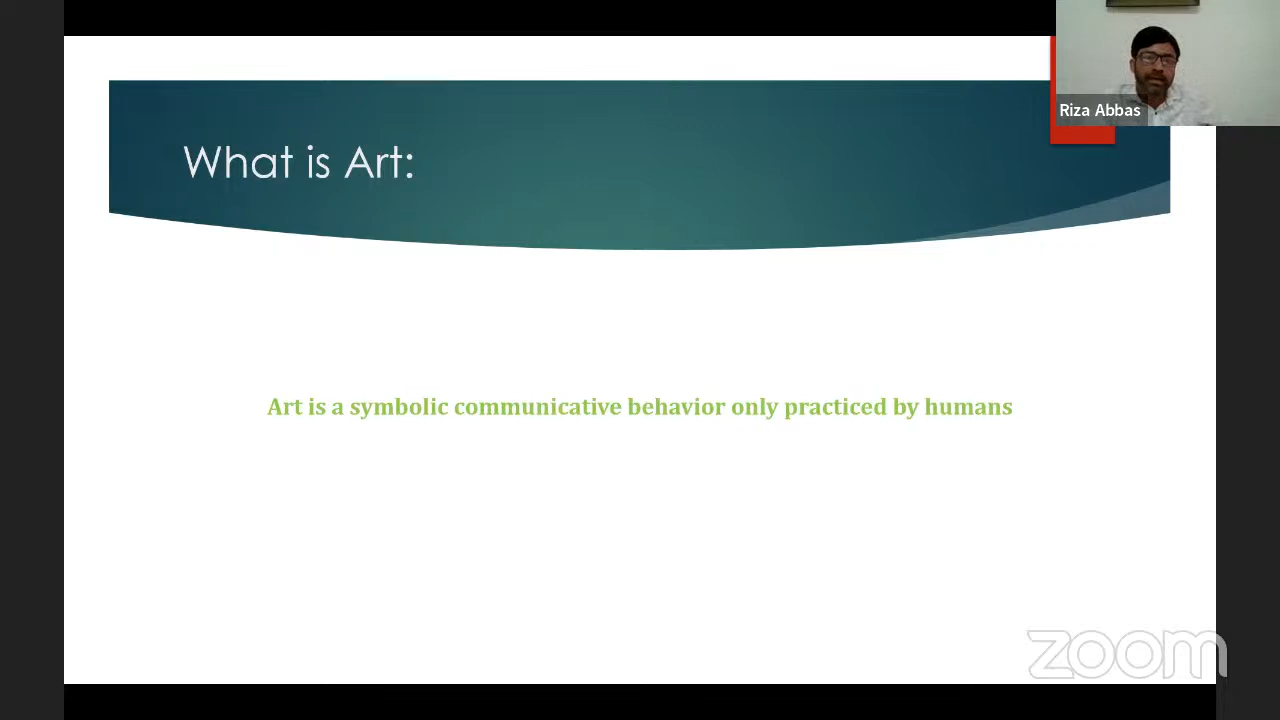 Riza Abbas
What is Art:
Art is a symbolic communicative behavior only practiced by humans
zoom